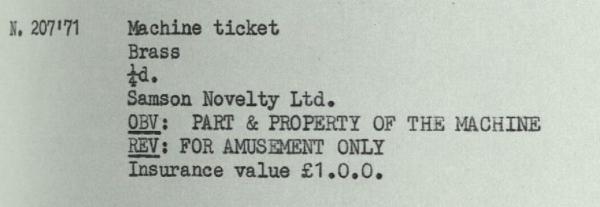 N. 207'71 Machine ticket
Brass
¼d.
Samson Novelty Ltd.
OBV: PART & PROPERTY OF THE MACHINE
REV: FOR AMUSEMENT ONLY
Insurance value £1.0.0.